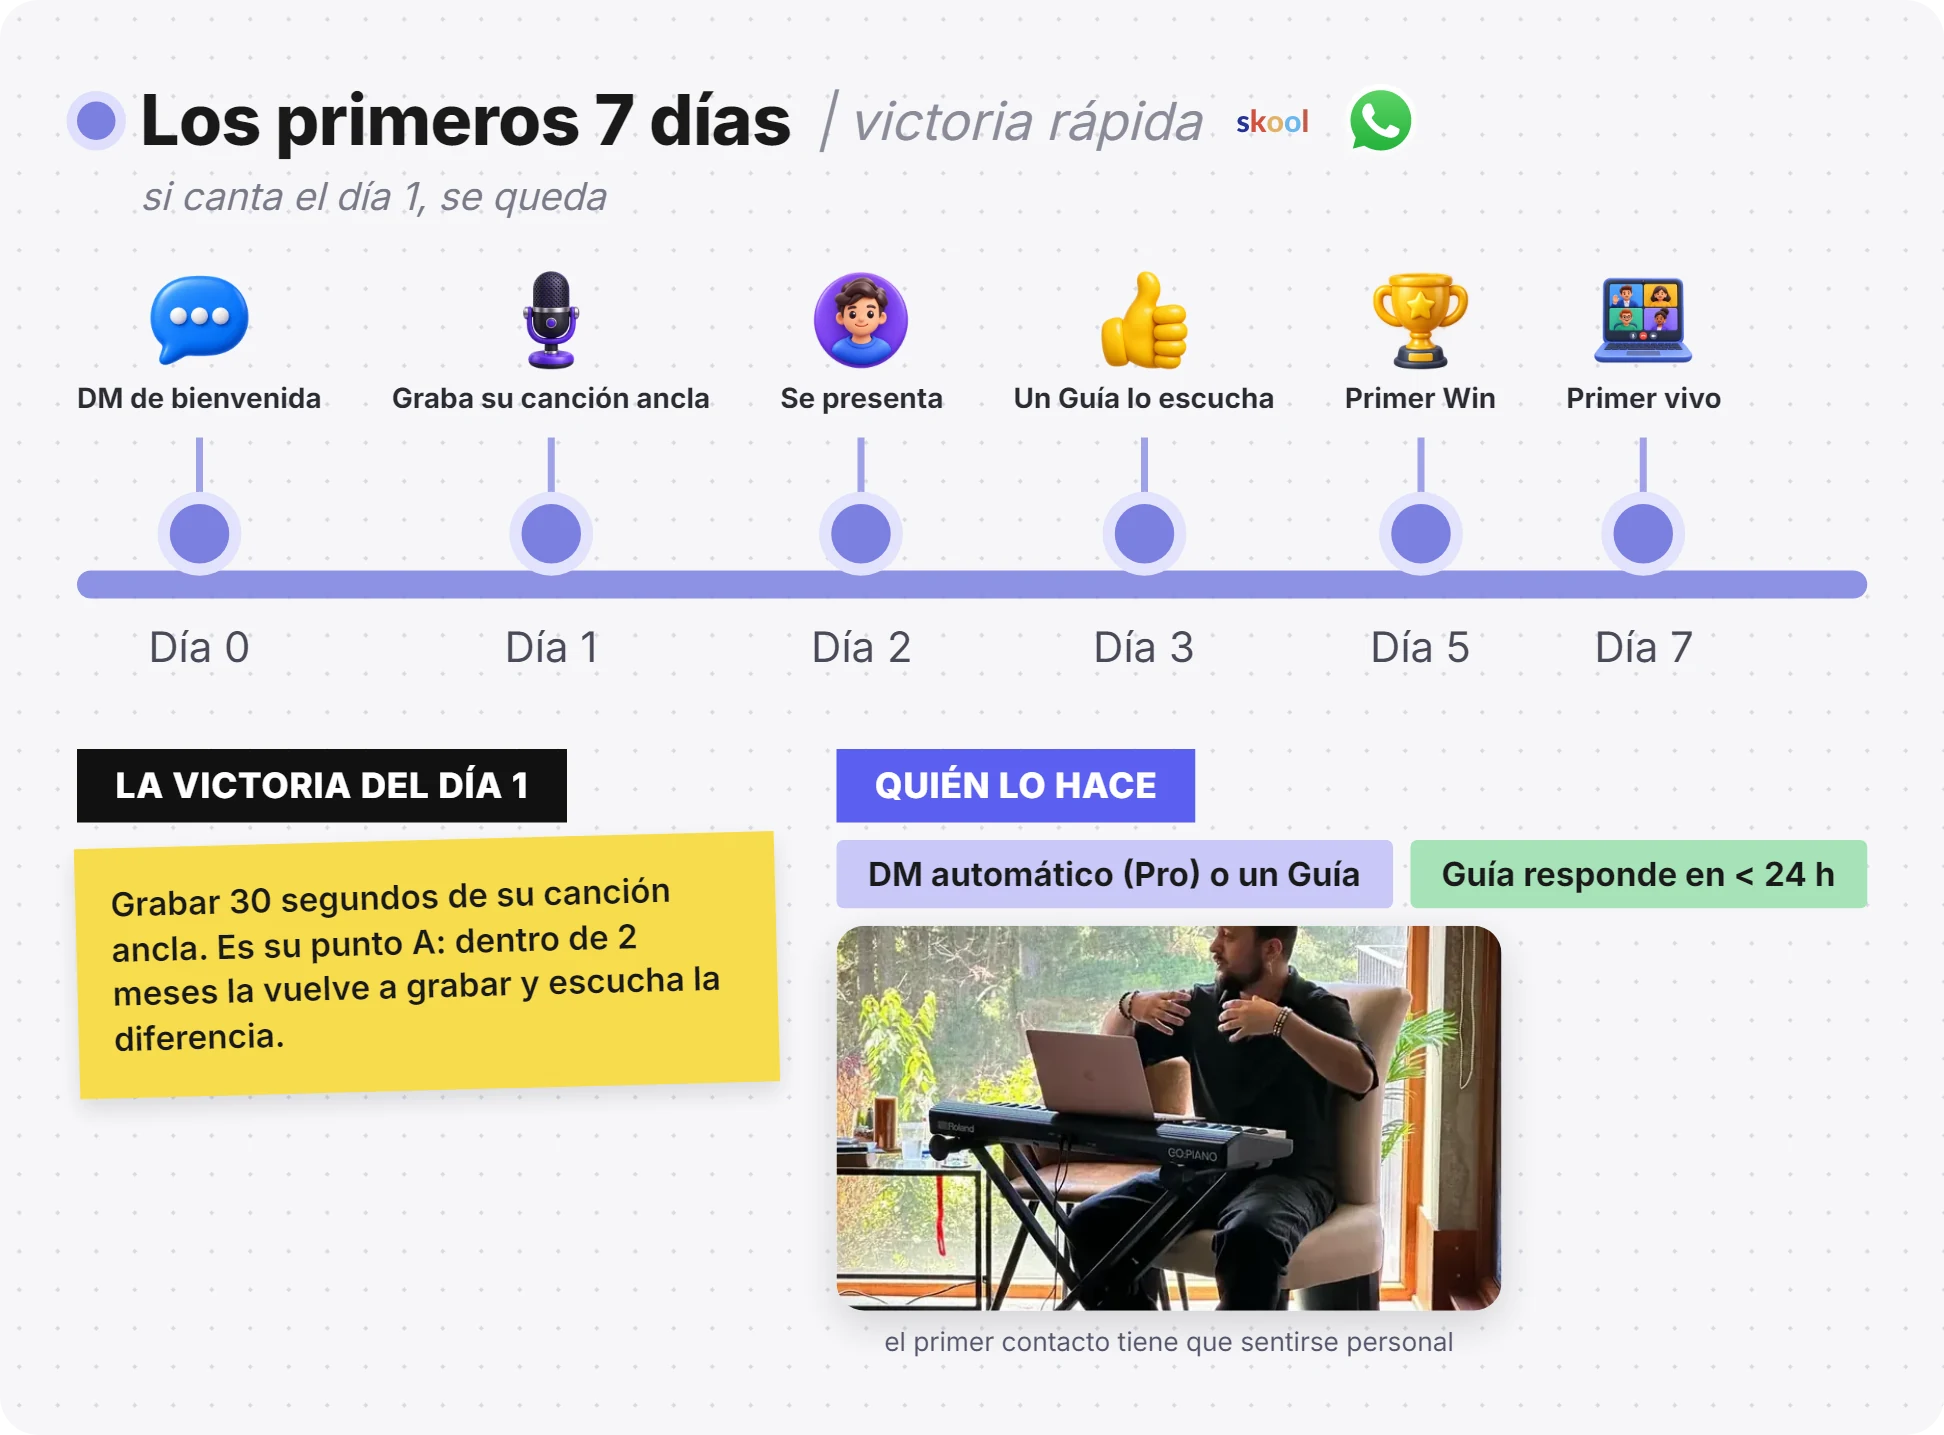 Los primeros 7 días | victoria rápida skool
si canta el día 1, se queda
DM de bienvenida
Graba su canción ancla
Se presenta
Un Guía lo escucha
Primer Win
Primer vivo
Día 0
Día 1
Día 2
Día 3
Día 5
Día 7
LA VICTORIA DEL DÍA 1
Grabar 30 segundos de su canción
ancla. Es su punto A: dentro de 2
meses la vuelve a grabar y escucha la
diferencia.
QUIÉN LO HACE
DM automático (Pro) o un Guía
Guía responde en < 24 h
Roland
GO:PIANO
el primer contacto tiene que sentirse personal